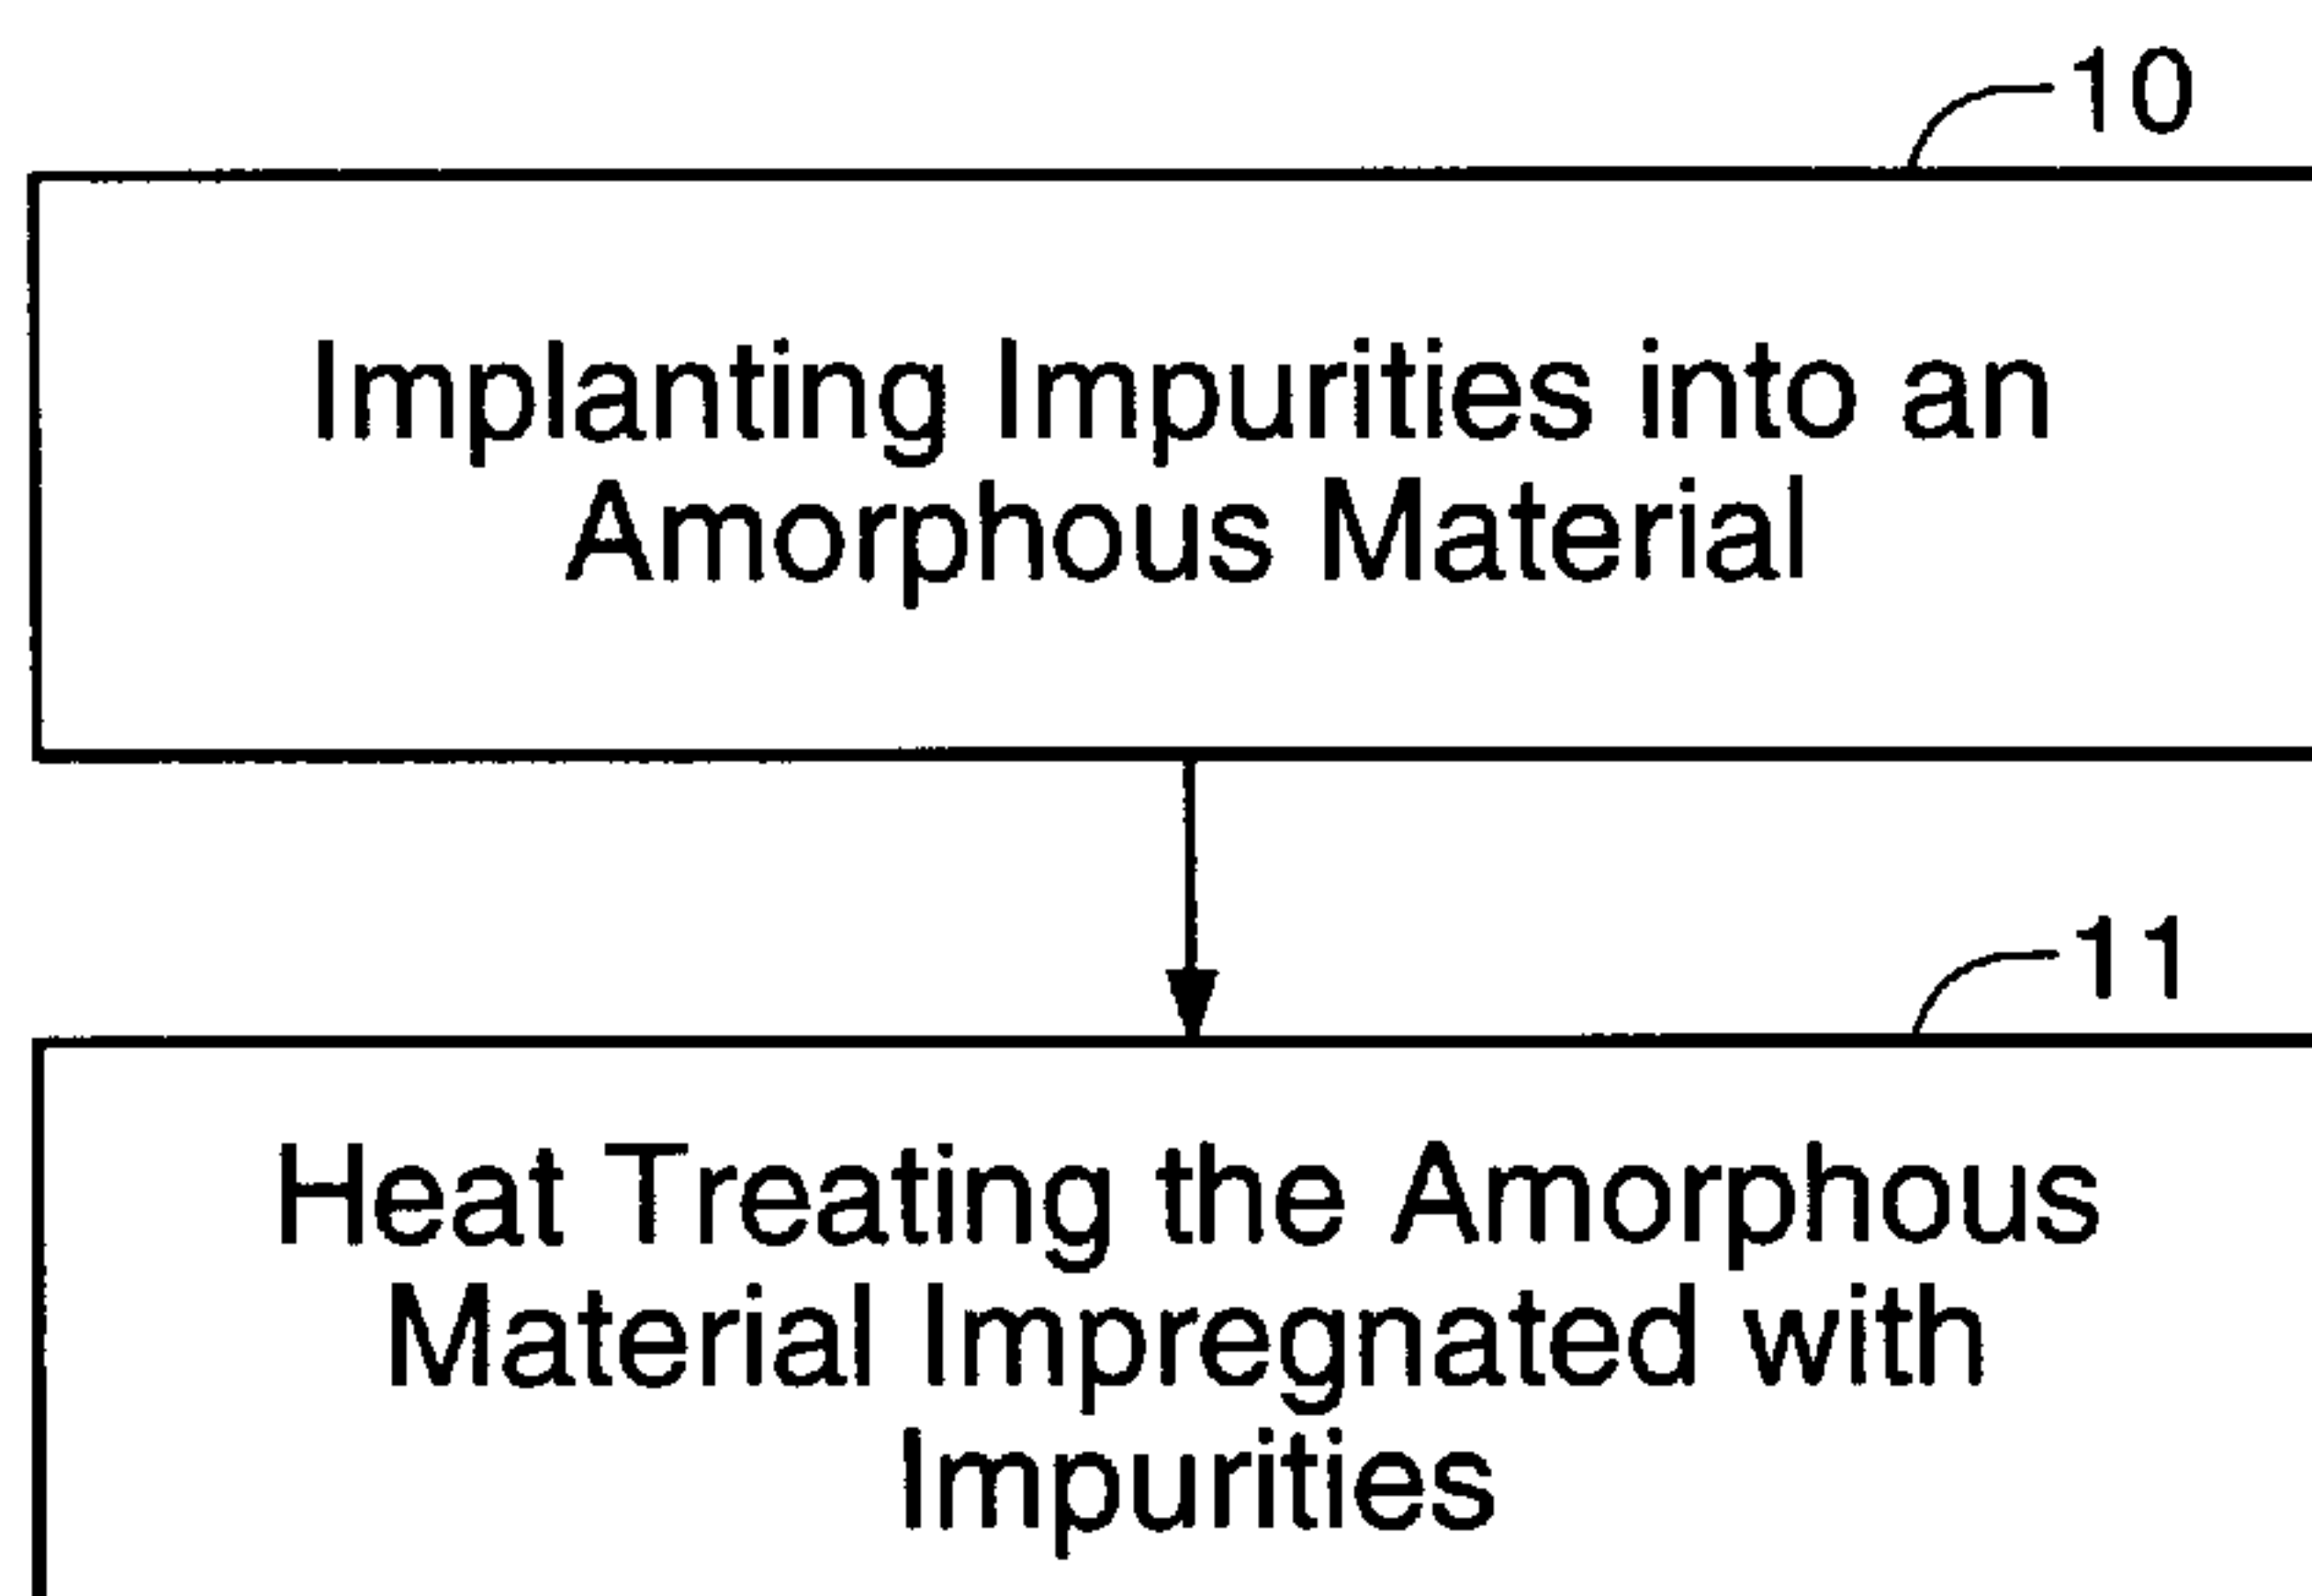 10
Implanting Impurities into an
Amorphous Material
11
Heat Treating the Amorphous
Material Impregnated with
Impurities